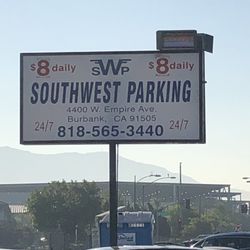 $8 daily SWP $8 daily
SOUTHWEST PARKING
4400 W. Empire Ave.
Burbank, CA 91505
24/7 818-565-3440 24/7